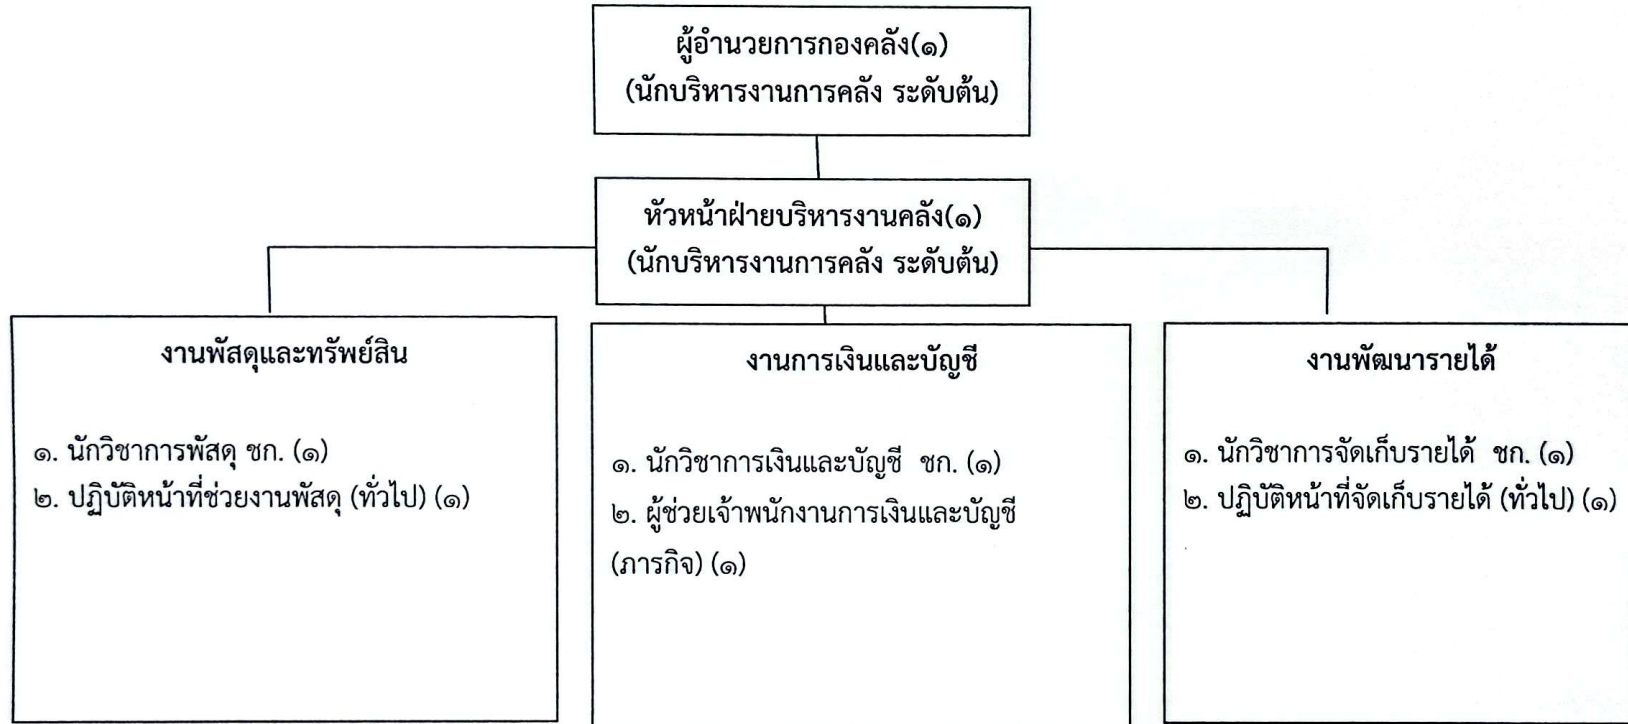 ผู้อำนวยการกองคลัง(๑)
(นักบริหารงานการคลัง ระดับต้น)
หัวหน้าฝ่ายบริหารงานคลัง(๑)
(นักบริหารงานการคลัง ระดับต้น)
งานพัสดุและทรัพย์สิน
๑. นักวิชาการพัสดุ ชก. (๑)
๒. ปฏิบัติหน้าที่ช่วยงานพัสดุ (ทั่วไป) (๑)
งานการเงินและบัญชี
๑. นักวิชาการเงินและบัญชี ชก. (๑)
๒. ผู้ช่วยเจ้าพนักงานการเงินและบัญชี
(ภารกิจ) (๑)
งานพัฒนารายได้
๑. นักวิชาการจัดเก็บรายได้ ชก. (๑)
๒. ปฏิบัติหน้าที่จัดเก็บรายได้ (ทั่วไป) (๑)